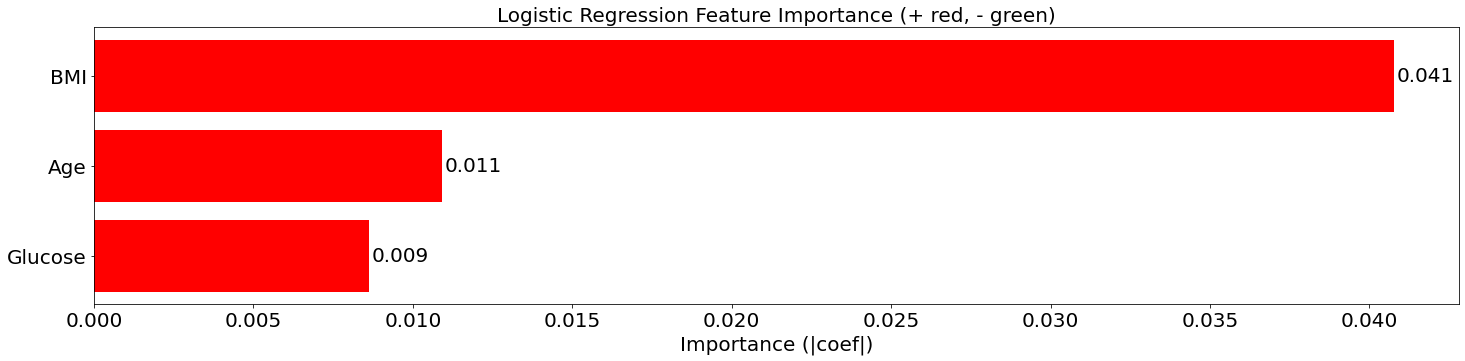 Logistic Regression Feature Importance (+ red, - green)
BMI
0.041
Age
0.011
Glucose
0.009
0.000 0.005 0.010 0.015 0.020 0.025 0.030 0.035 0.040
Importance (|coef|)